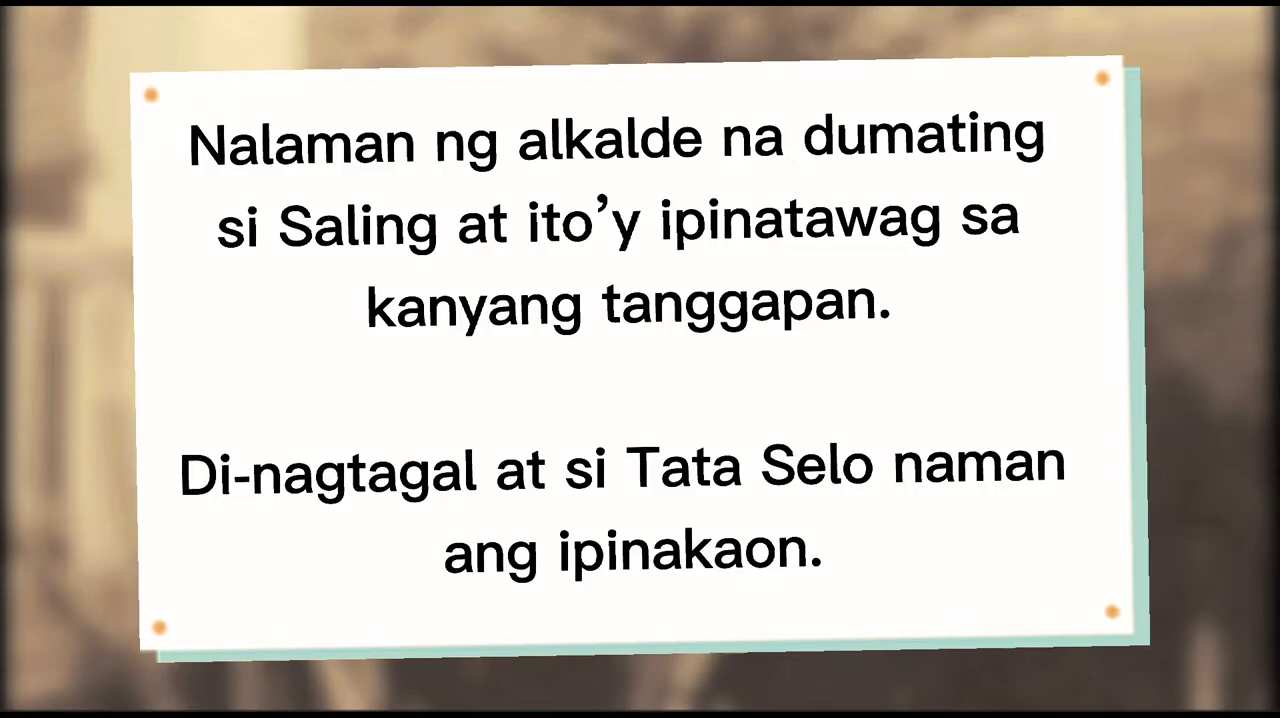 Nalaman ng alkalde na dumating
si Saling at ito’y ipinatawag sa
kanyang tanggapan.
Di-nagtagal at si Tata Selo naman
ang ipinakaon.